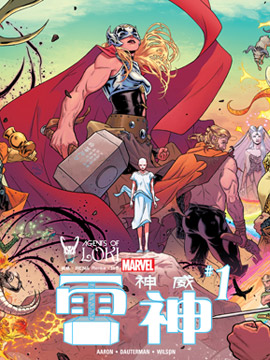 AGENTS OF
LOKI
MARVEL
神威
雷神
#1
AARON · DAUTERMAN · WILSON